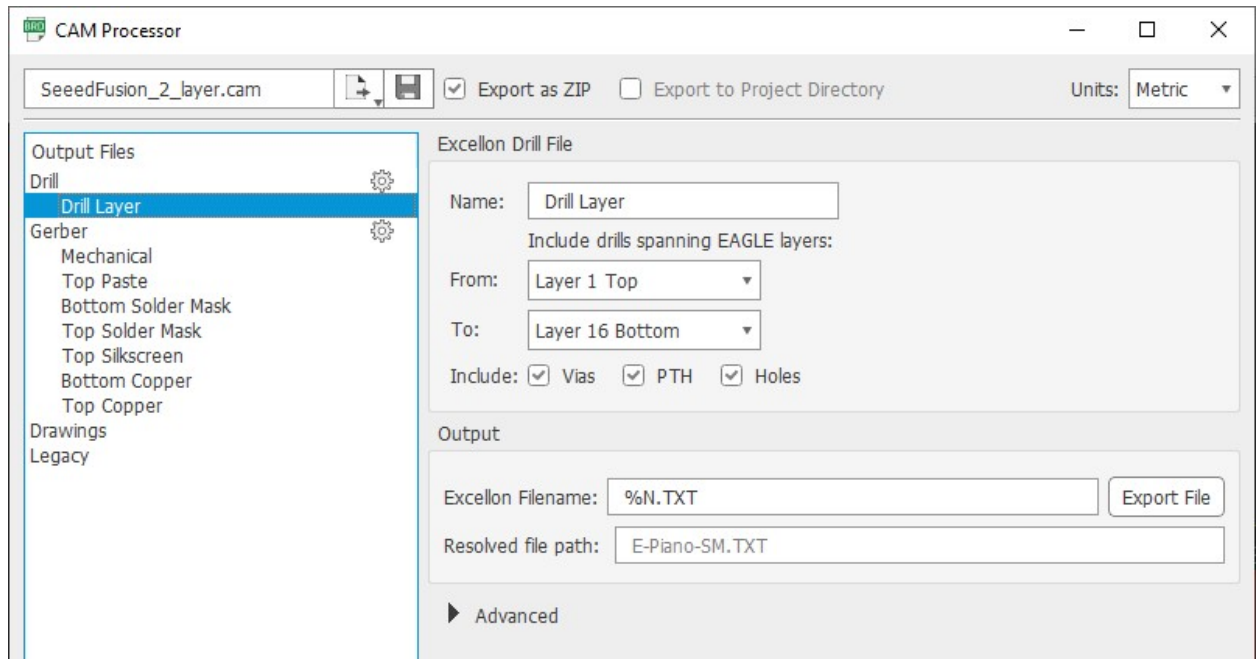 BRD CAM Processor
SeeedFusion_2_layer.cam Export as ZIP Export to Project Directory Units: Metric
Output Files
Drill
Drill Layer
Gerber
Mechanical
Top Paste
Bottom Solder Mask
Top Solder Mask
Top Silkscreen
Bottom Copper
Top Copper
Drawings
Legacy
Excellon Drill File
Name: Drill Layer
Include drills spanning EAGLE layers:
From: Layer 1 Top
To: Layer 16 Bottom
Include: Vias PTH Holes
Output
Excellon Filename: %N.TXT Export File
Resolved file path: E-Piano-SM.TXT
Advanced